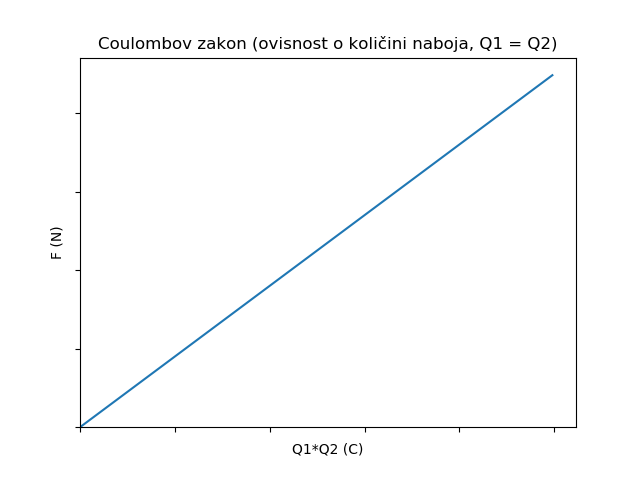 Coulombov zakon (ovisnost o količini naboja, Q1 = Q2)
F (N)
Q1*Q2 (C)